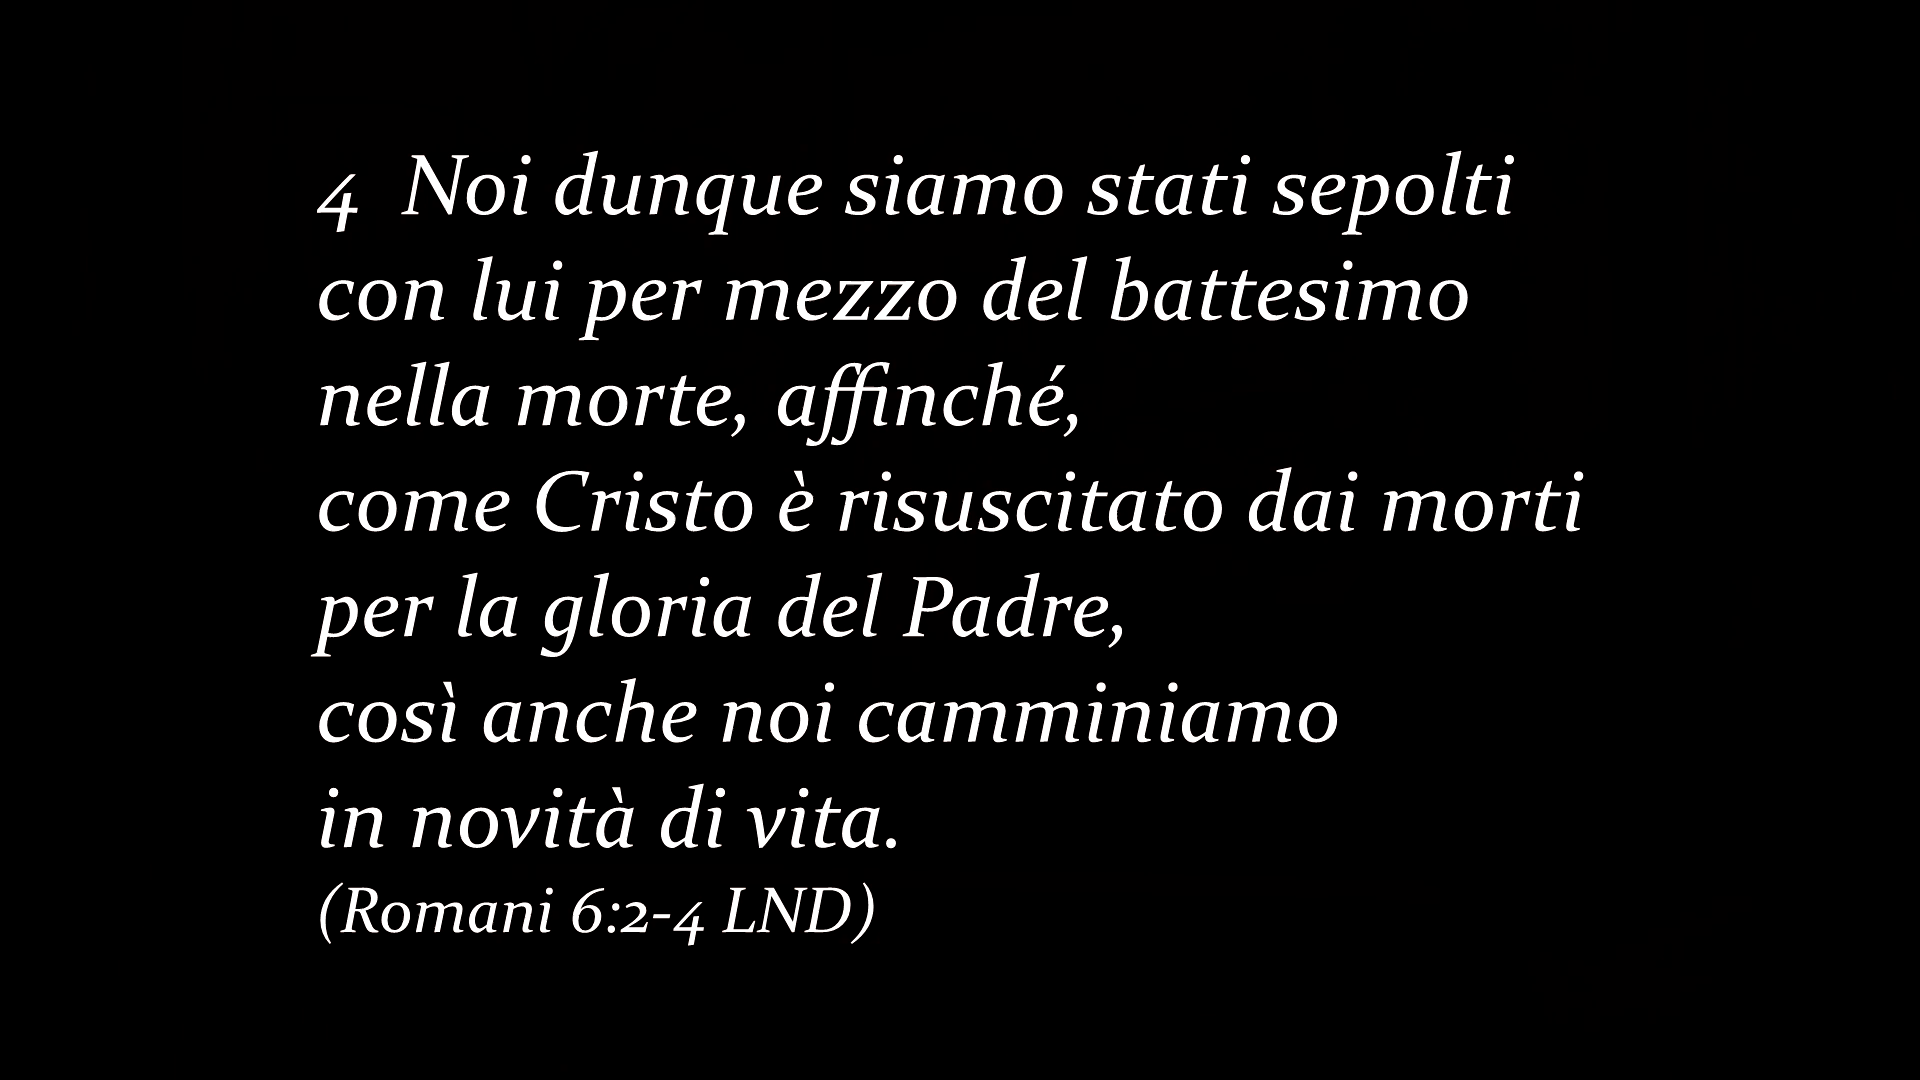 4 Noi dunque siamo stati sepolti
con lui per mezzo del battesimo
nella morte, affinché,
come Cristo è risuscitato dai morti
per la gloria del Padre,
così anche noi camminiamo
in novità di vita.
(Romani 6:2-4 LND)